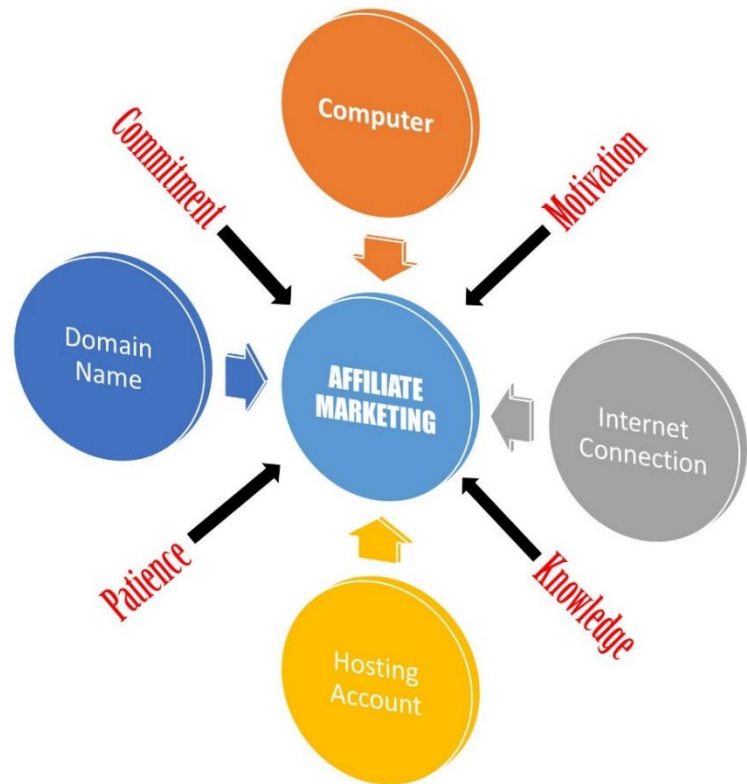 Computer
Commitment
Motivation
Domain
Name
AFFILIATE
MARKETING
Internet
Connection
Patience
Knowledge
Hosting
Account